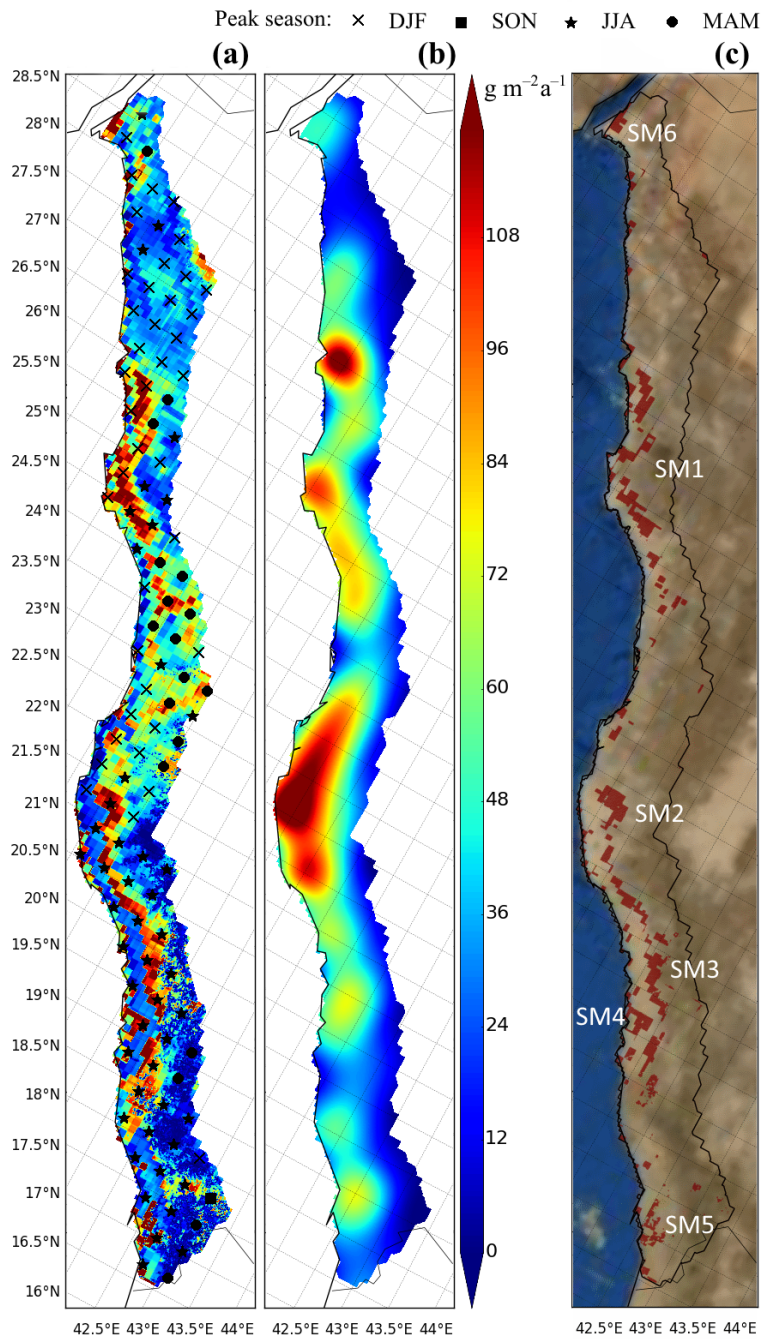 Peak season: × DJF ■ SON ★ JJA ● MAM
(a) (b) (c)
g m⁻²a⁻¹
28.5°N
28°N
27.5°N
27°N
26.5°N
26°N
25.5°N
25°N
24.5°N
24°N
23.5°N
23°N
22.5°N
22°N
21.5°N
21°N
20.5°N
20°N
19.5°N
19°N
18.5°N
18°N
17.5°N
17°N
16.5°N
16°N
108
96
84
72
60
48
36
24
12
0
SM6
SM1
SM2
SM3
SM4
SM5
42.5°E 43.5°E 44°E 42.5°E 43.5°E 44°E 42.5°E 43°E 43.5°E 44°E